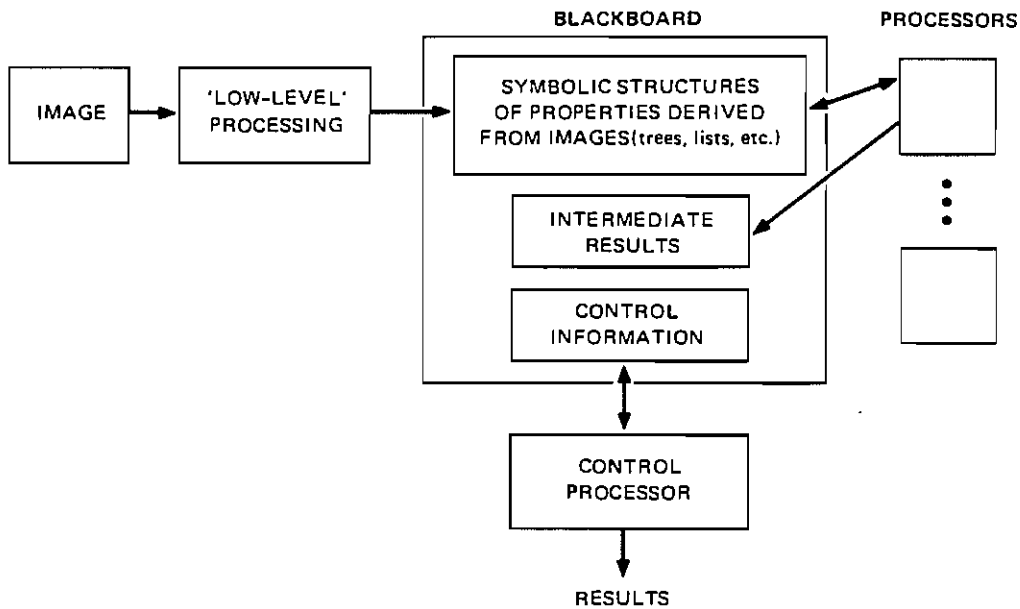 BLACKBOARD
PROCESSORS
IMAGE
'LOW-LEVEL'
PROCESSING
SYMBOLIC STRUCTURES
OF PROPERTIES DERIVED
FROM IMAGES(trees, lists, etc.)
INTERMEDIATE
RESULTS
CONTROL
INFORMATION
CONTROL
PROCESSOR
RESULTS